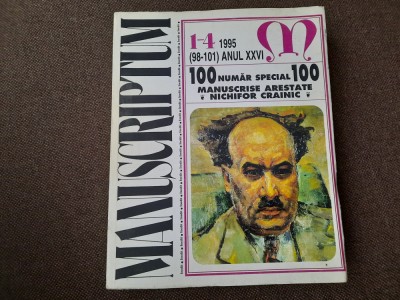 MANUSCRIPTUM
1-4 1995
(98-101) ANUL XXVI
M
100 NUMĂR SPECIAL 100
MANUSCRISE ARESTATE
NICHIFOR CRAINIC